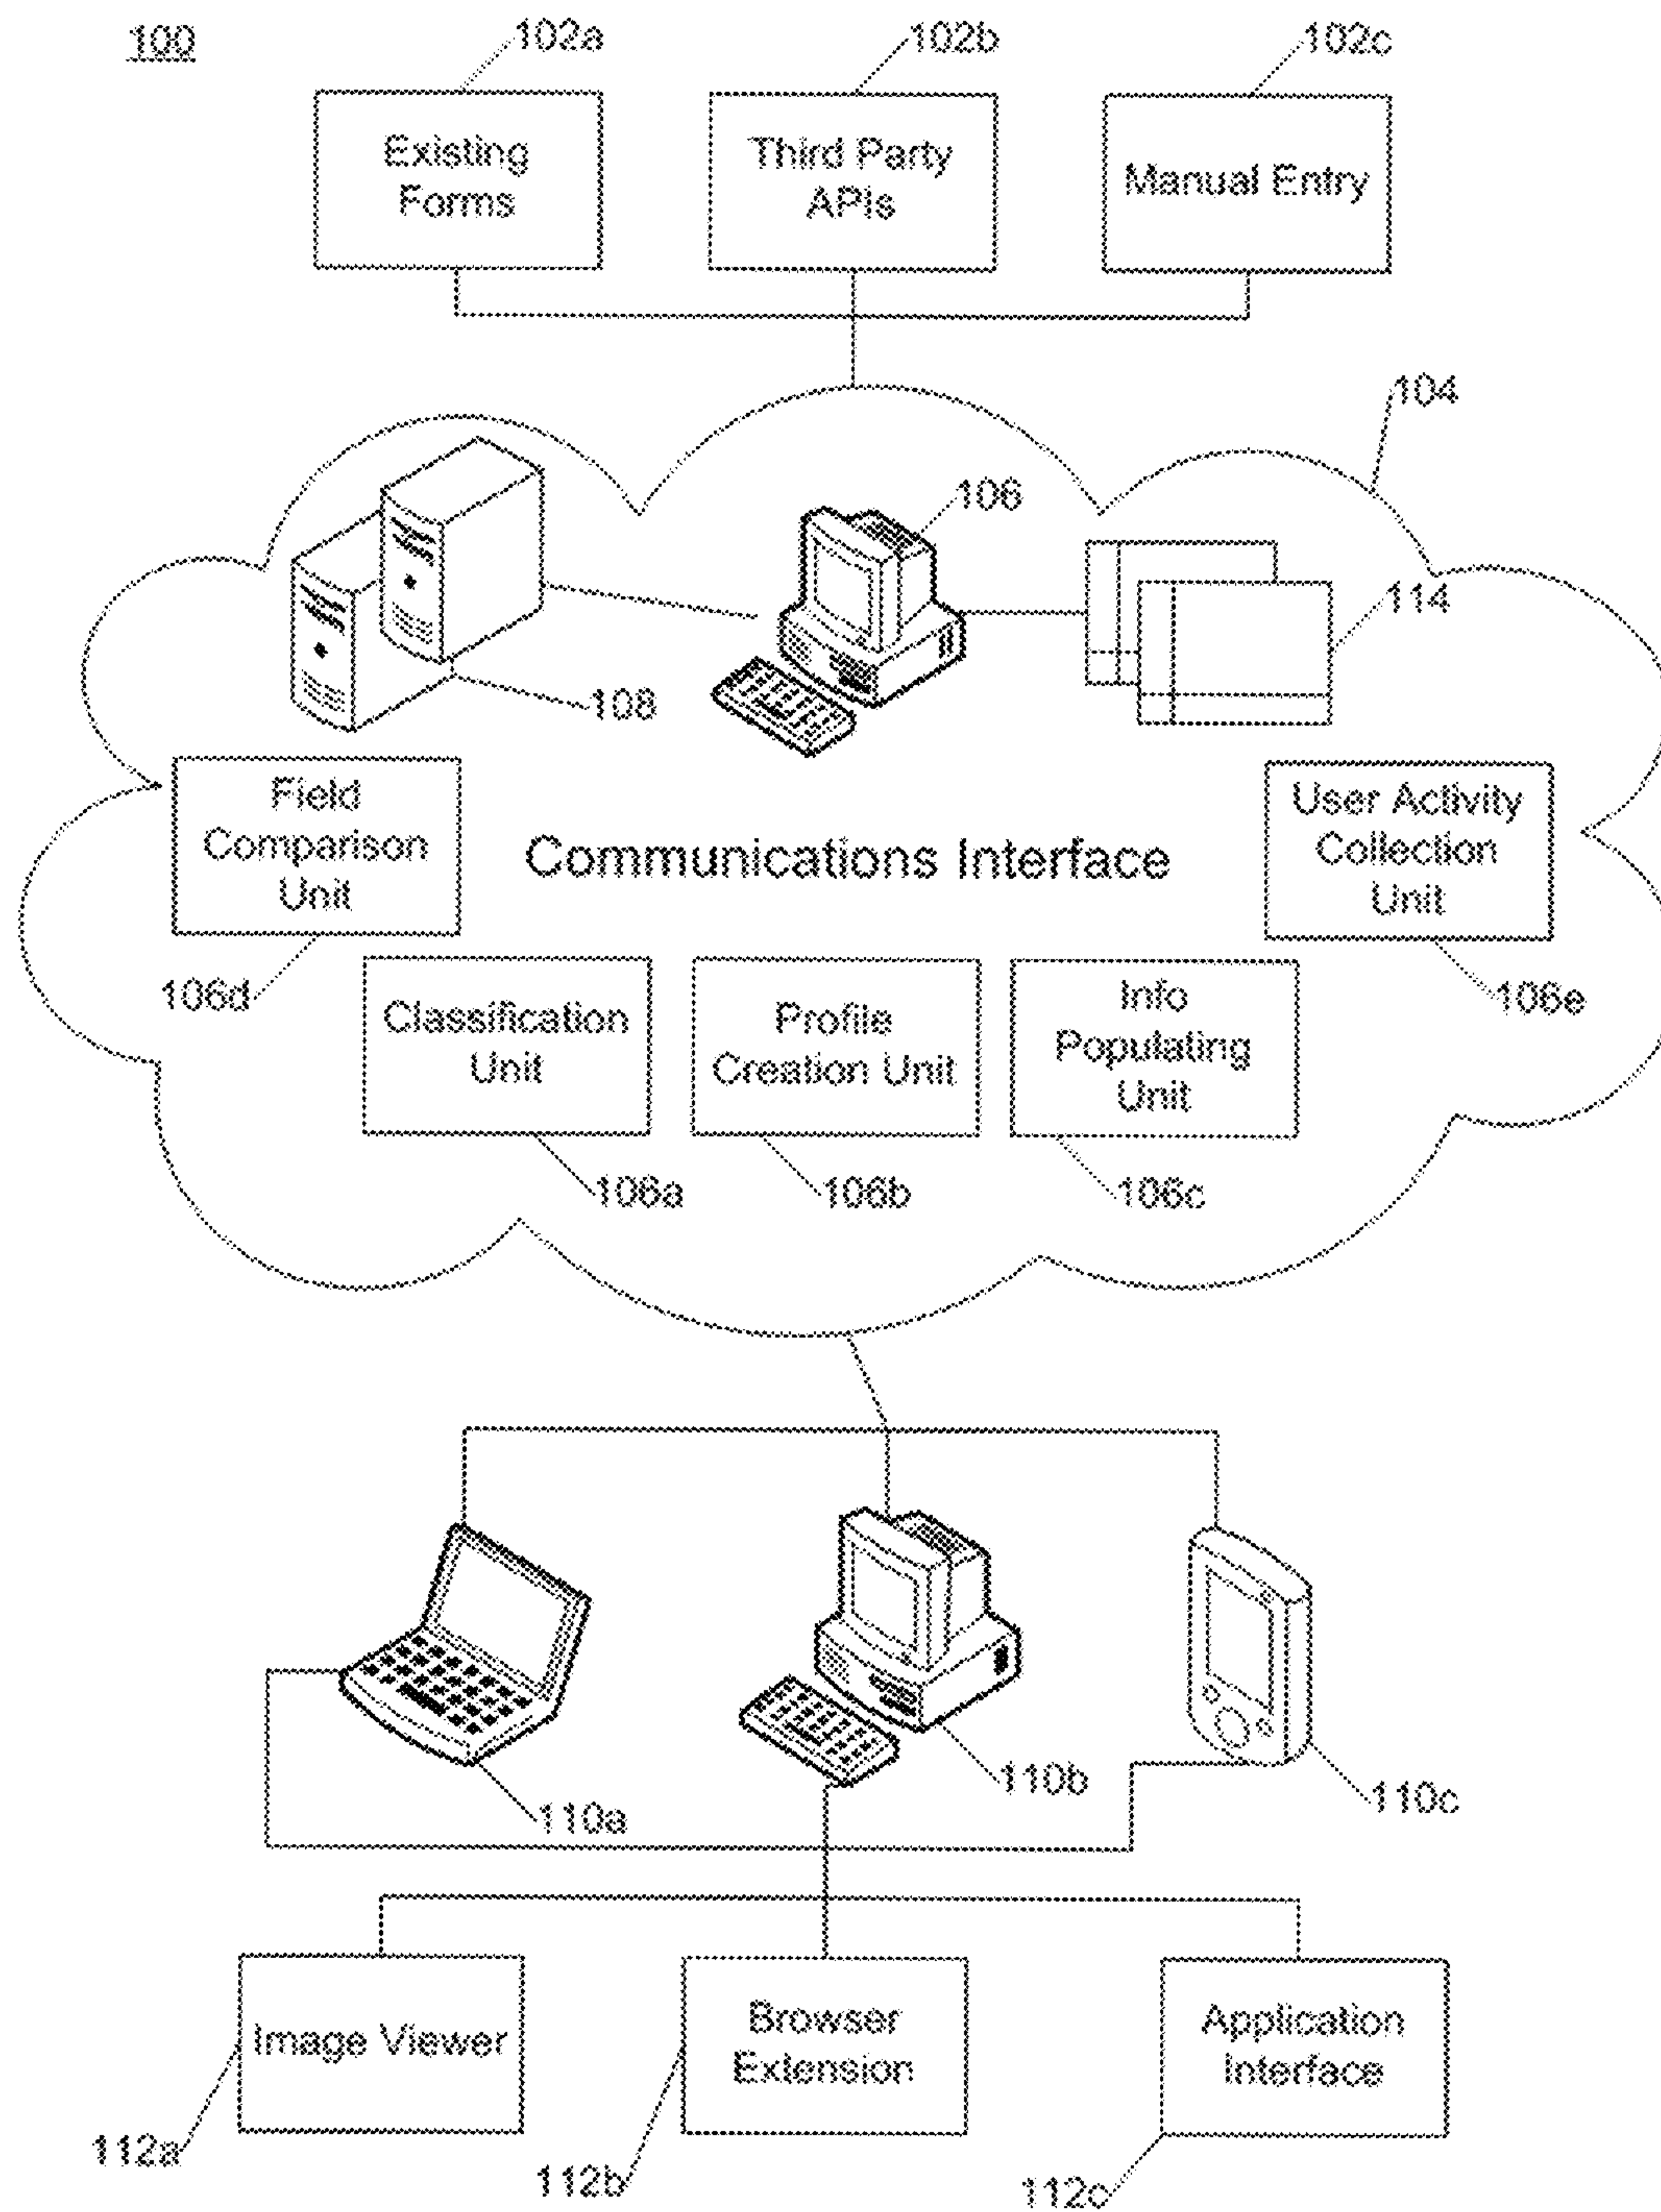 100
102a
102b
102c
Existing
Forms
Third Party
APIs
Manual Entry
104
106
114
108
Field
Comparison
Unit
Communications Interface
User Activity
Collection
Unit
106d
106e
Classification
Unit
Profile
Creation Unit
Info
Populating
Unit
106a
106b
106c
110a
110b
110c
Image Viewer
Browser
Extension
Application
Interface
112a
112b
112c